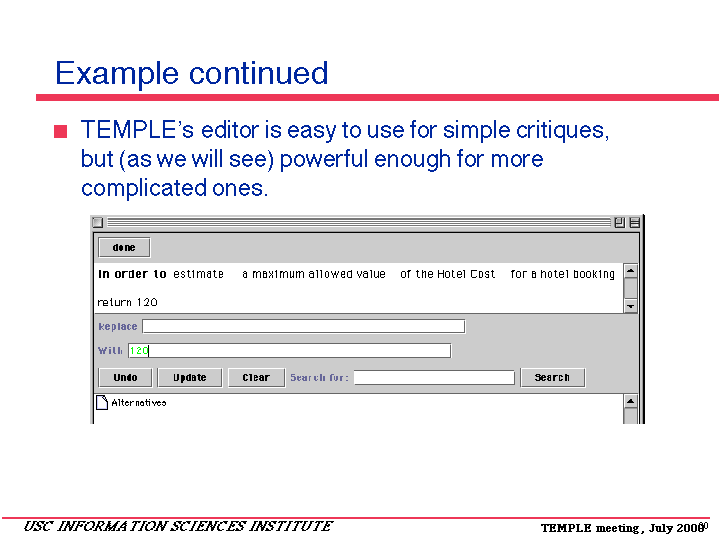 Example continued
TEMPLE's editor is easy to use for simple critiques,
but (as we will see) powerful enough for more
complicated ones.
done
In order to estimate a maximum allowed value of the Hotel Cost for a hotel booking
return 120
Replace
With 120
Undo Update Clear Search for: Search
Alternatives
USC INFORMATION SCIENCES INSTITUTE TEMPLE meeting, July 2000